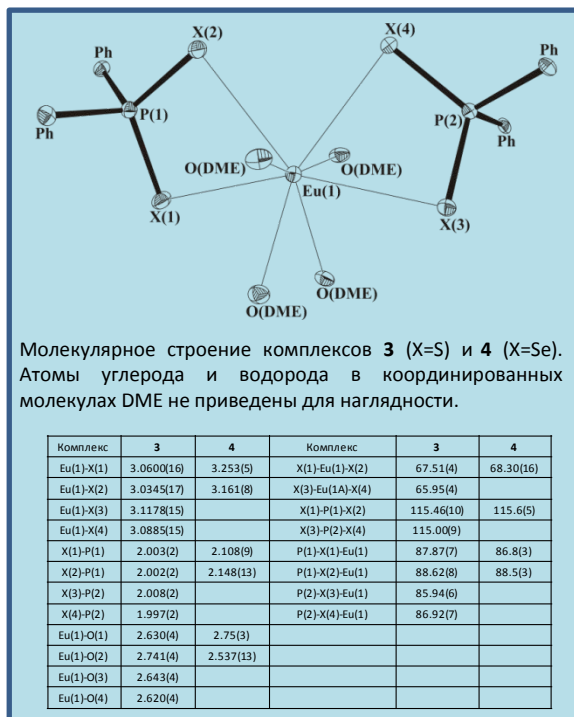 X(2)
X(4)
Ph
Ph
P(1)
P(2)
Ph
Ph
O(DME)
O(DME)
Eu(1)
X(1)
X(3)
O(DME)
O(DME)
Молекулярное строение комплексов 3 (X=S) и 4 (X=Se).
Атомы углерода и водорода в координированных
молекулах DME не приведены для наглядности.
Комплекс 3 4 Комплекс 3 4
Eu(1)-X(1) 3.0600(16) 3.253(5) X(1)-Eu(1)-X(2) 67.51(4) 68.30(16)
Eu(1)-X(2) 3.0345(17) 3.161(8) X(3)-Eu(1A)-X(4) 65.95(4)
Eu(1)-X(3) 3.1178(15) X(1)-P(1)-X(2) 115.46(10) 115.6(5)
Eu(1)-X(4) 3.0885(15) X(3)-P(2)-X(4) 115.00(9)
X(1)-P(1) 2.003(2) 2.108(9) P(1)-X(1)-Eu(1) 87.87(7) 86.8(3)
X(2)-P(1) 2.002(2) 2.148(13) P(1)-X(2)-Eu(1) 88.62(8) 88.5(3)
X(3)-P(2) 2.008(2) P(2)-X(3)-Eu(1) 85.94(6)
X(4)-P(2) 1.997(2) P(2)-X(4)-Eu(1) 86.92(7)
Eu(1)-O(1) 2.630(4) 2.75(3)
Eu(1)-O(2) 2.741(4) 2.537(13)
Eu(1)-O(3) 2.643(4)
Eu(1)-O(4) 2.620(4)